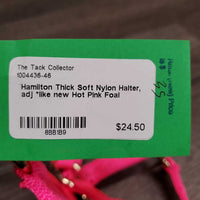 The Tack Collector
1004436-46
Hamilton Thick Soft Nylon Halter,
adj *like new Hot Pink Foal
$24.50
888189